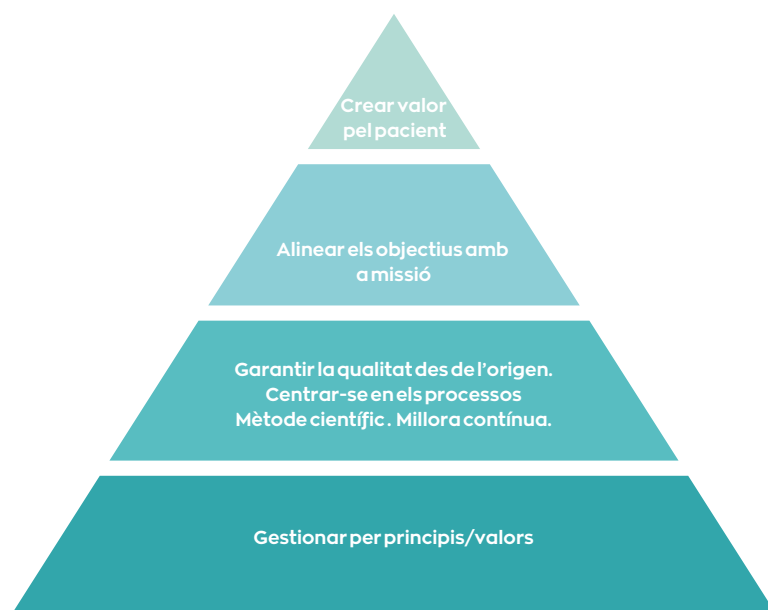 Crear valor
pel pacient
Alinear els objectius amb
a missió
Garantir la qualitat des de l'origen.
Centrar-se en els processos
Mètode científic . Millora contínua.
Gestionar per principis/valors